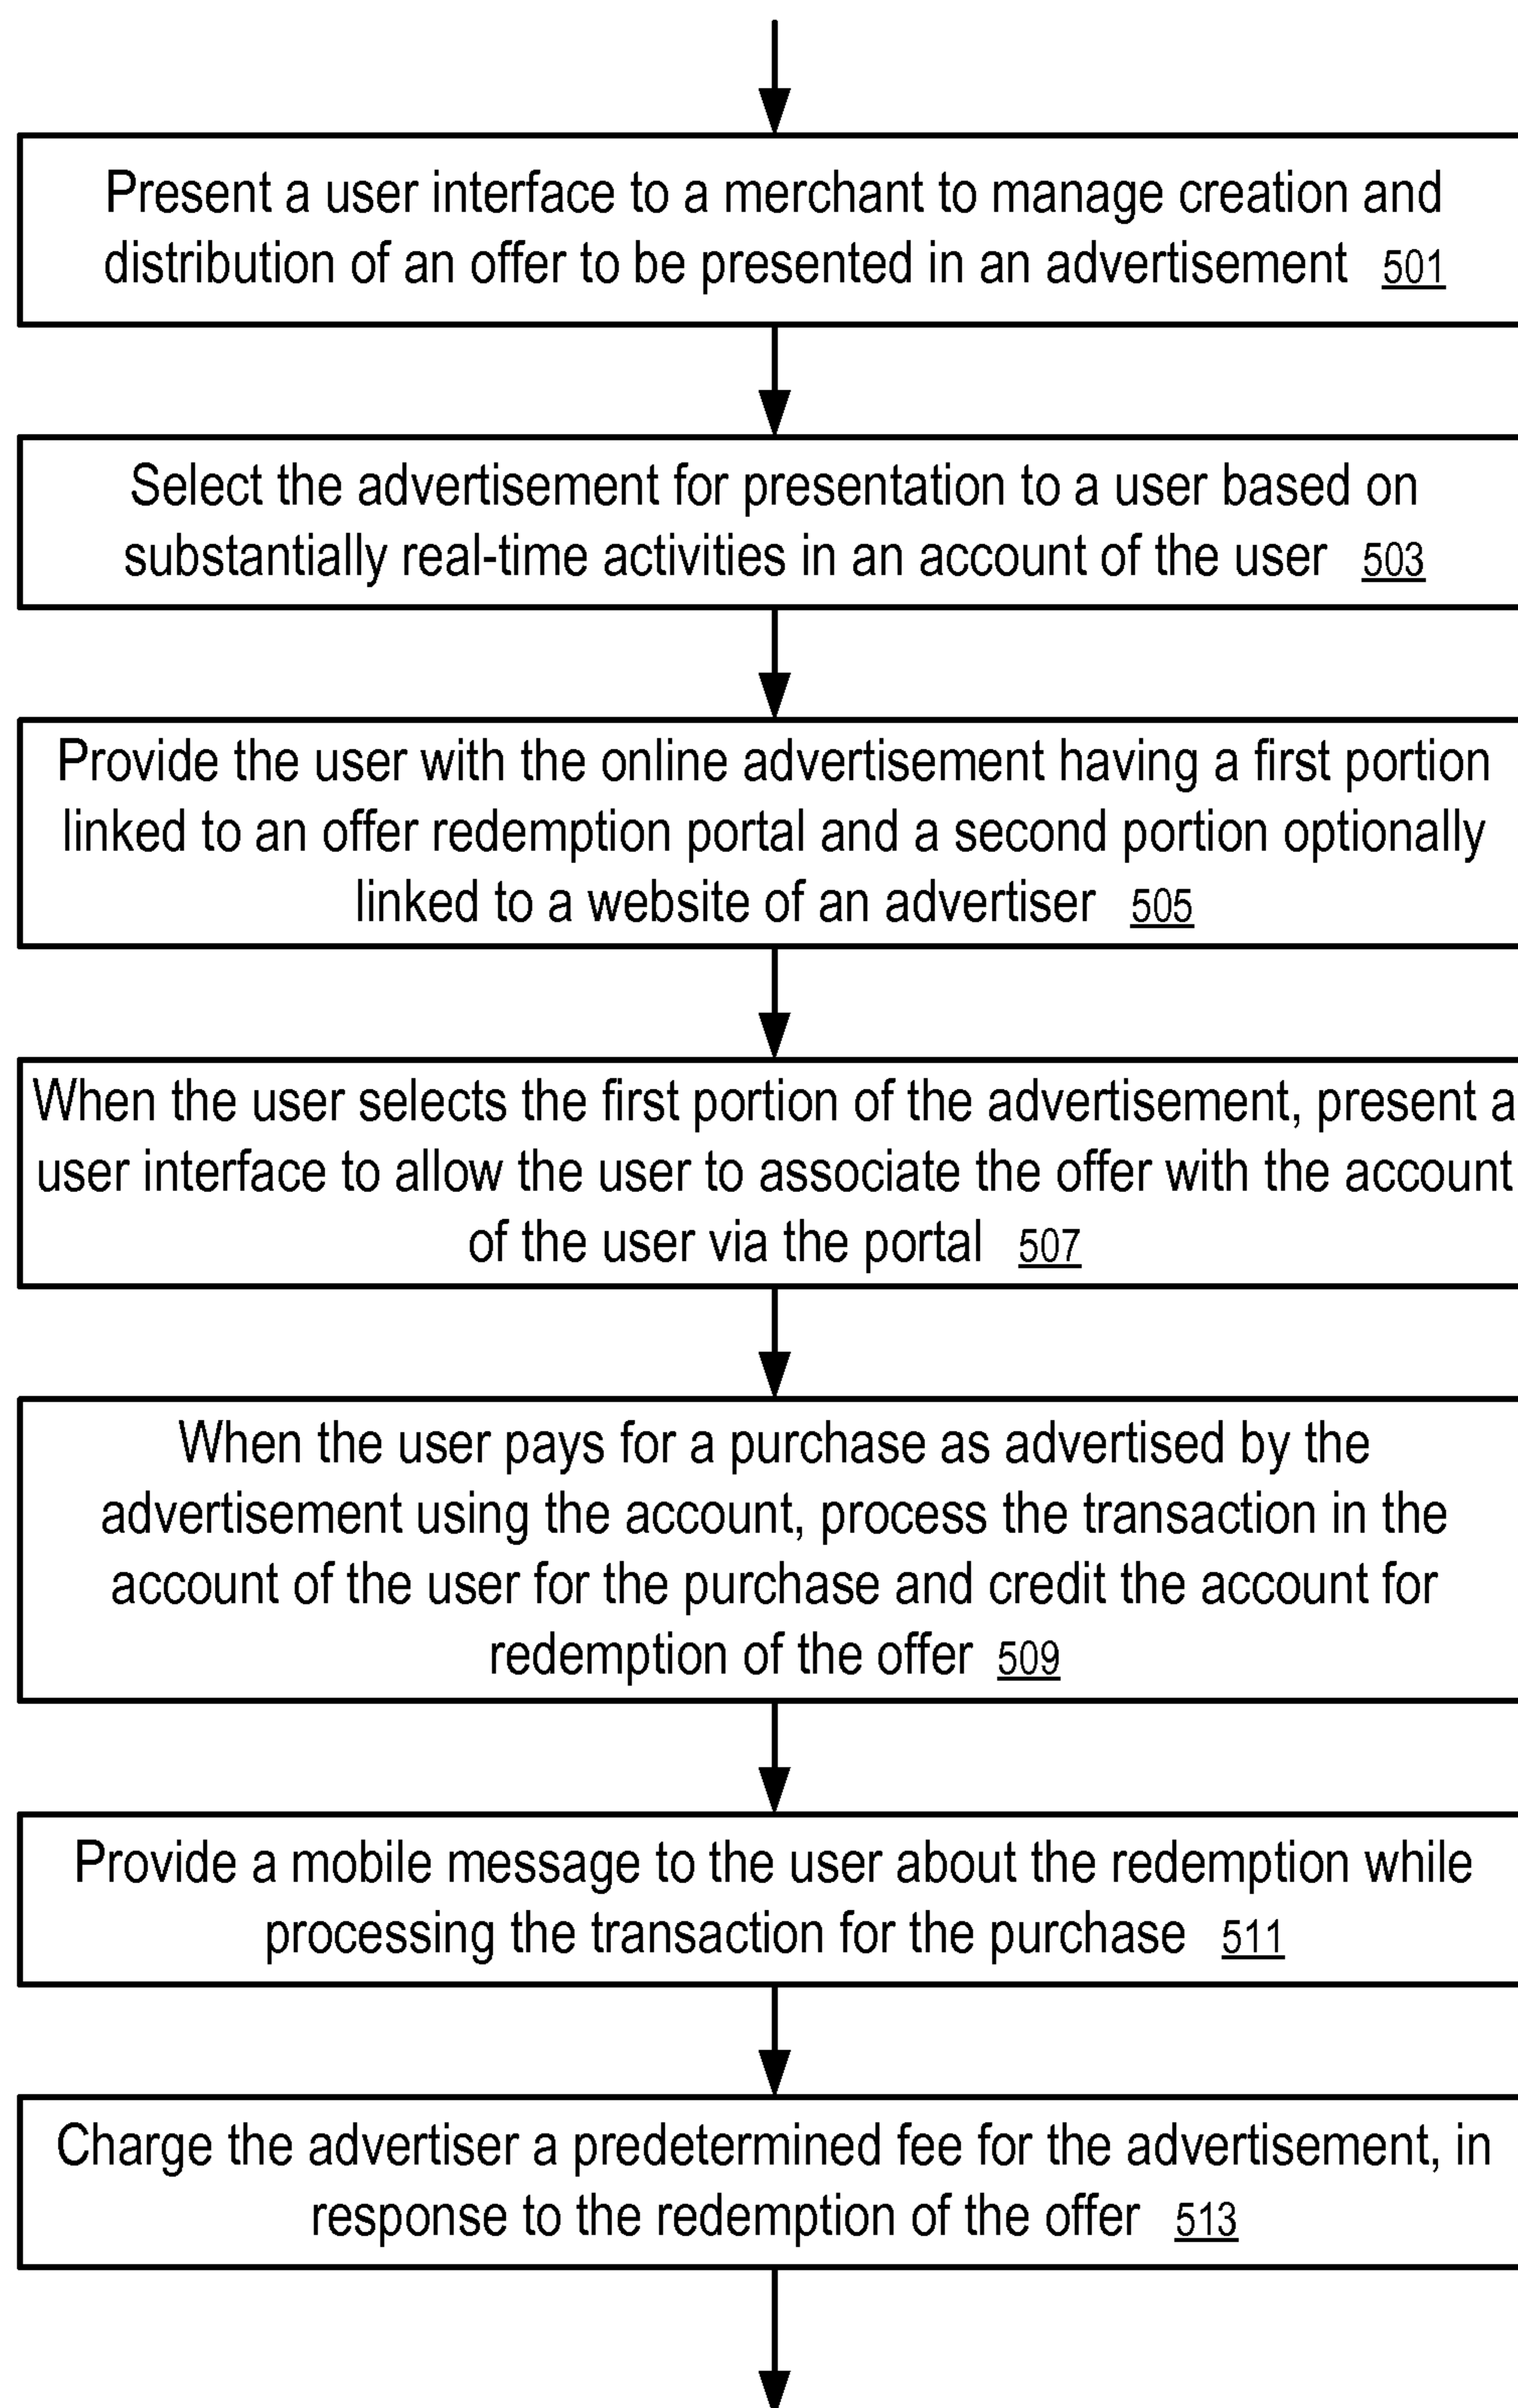 Present a user interface to a merchant to manage creation and
distribution of an offer to be presented in an advertisement 501
Select the advertisement for presentation to a user based on
substantially real-time activities in an account of the user 503
Provide the user with the online advertisement having a first portion
linked to an offer redemption portal and a second portion optionally
linked to a website of an advertiser 505
When the user selects the first portion of the advertisement, present a
user interface to allow the user to associate the offer with the account
of the user via the portal 507
When the user pays for a purchase as advertised by the
advertisement using the account, process the transaction in the
account of the user for the purchase and credit the account for
redemption of the offer 509
Provide a mobile message to the user about the redemption while
processing the transaction for the purchase 511
Charge the advertiser a predetermined fee for the advertisement, in
response to the redemption of the offer 513